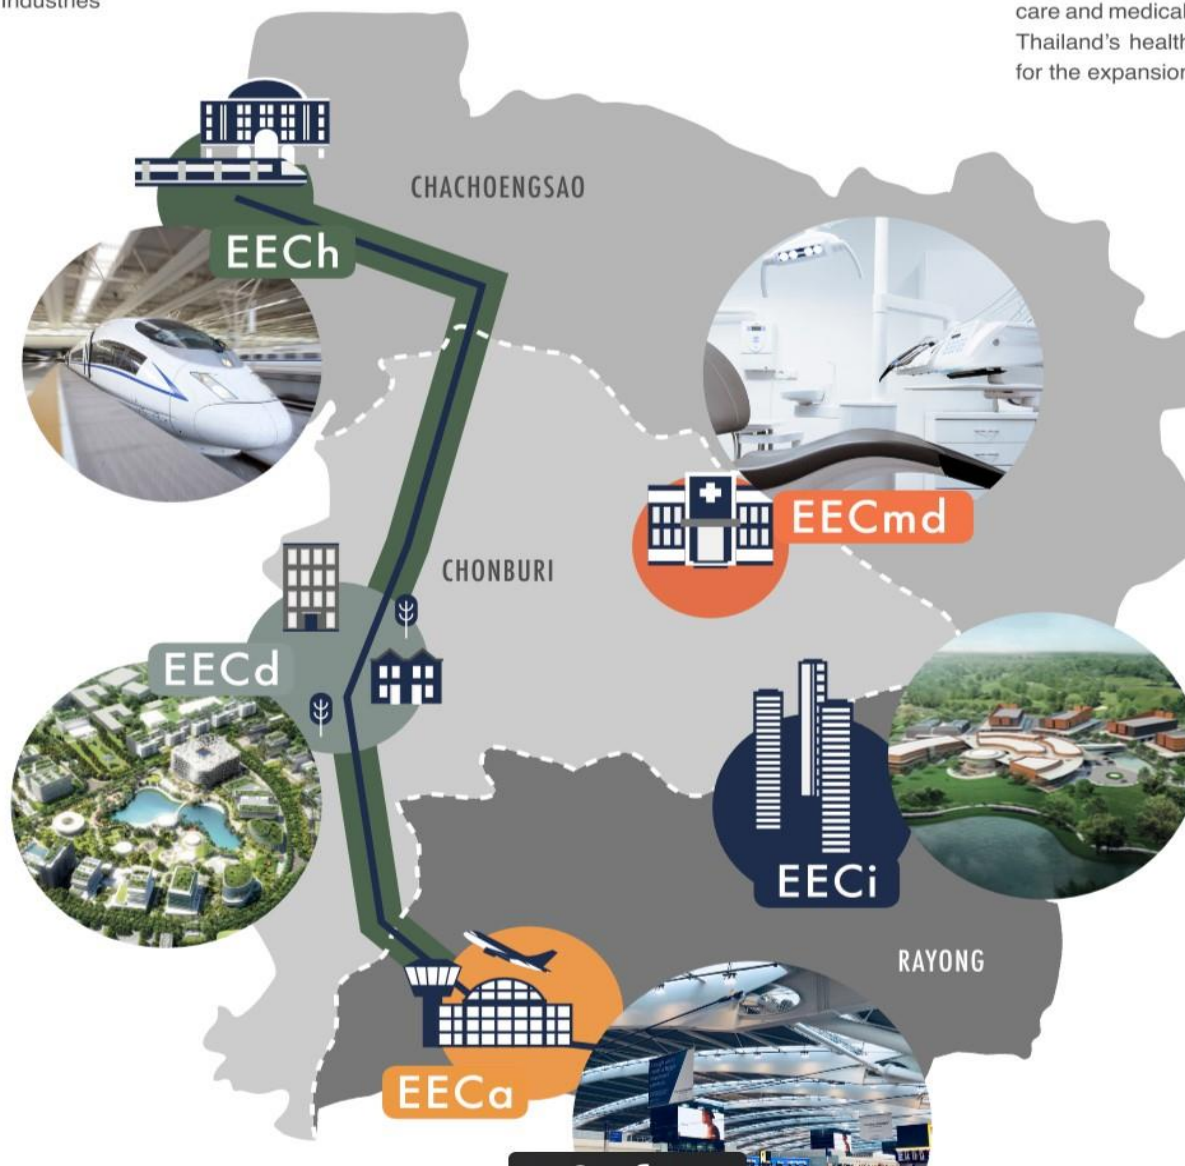 industries
care and medical
Thailand's health
for the expansion
CHACHOENGSAO
EECh
EECmd
CHONBURI
EECd
EECi
RAYONG
EECa